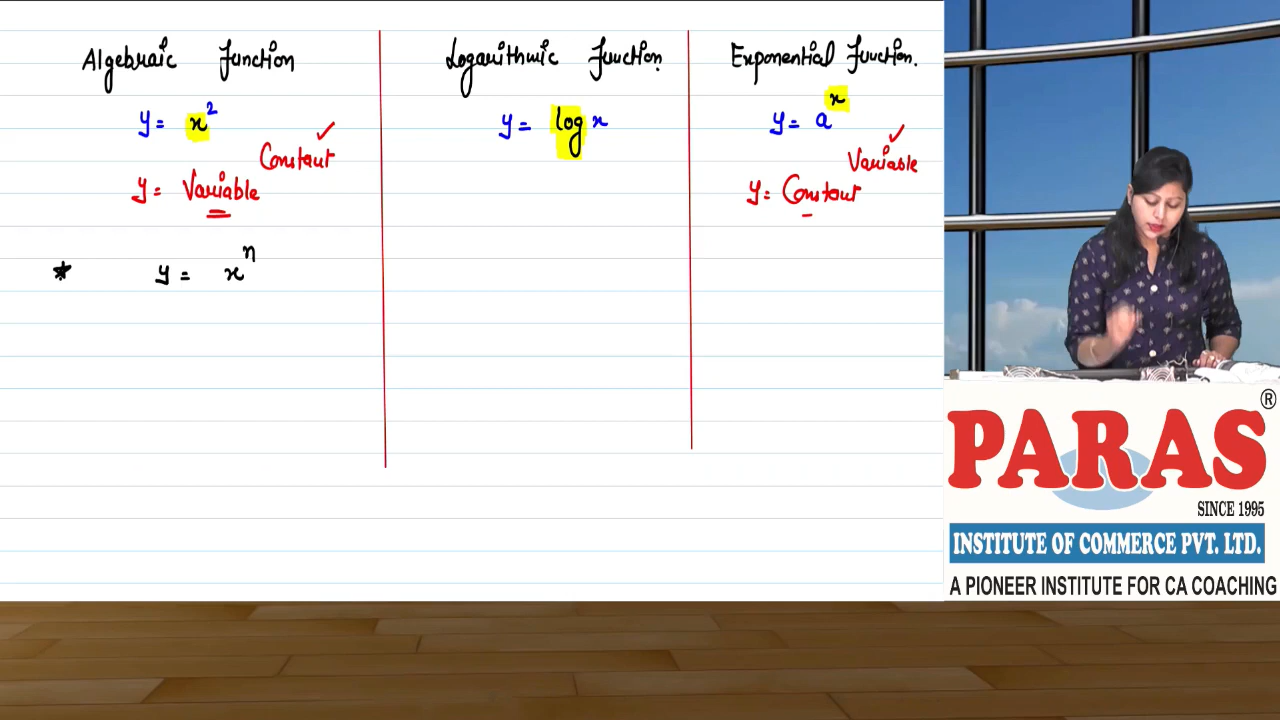 Algebraic function
y = x²
Constant ✓
y = Variable
★ y = xⁿ
Logarithmic function.
y = log x
Exponential function.
y = aˣ
Variable ✓
y = Constant
PARAS®
SINCE 1995
INSTITUTE OF COMMERCE PVT. LTD.
A PIONEER INSTITUTE FOR CA COACHING